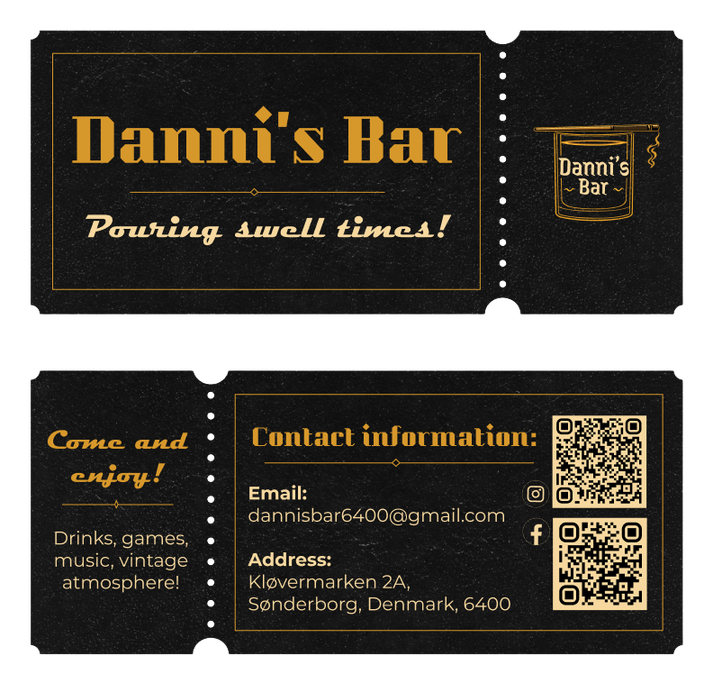 Danni's Bar
Pouring swell times!
Danni's
Bar
Come and
enjoy!
Drinks, games,
music, vintage
atmosphere!
Contact information:
Email:
dannisbar6400@gmail.com
Address:
Kløvermarken 2A,
Sønderborg, Denmark, 6400